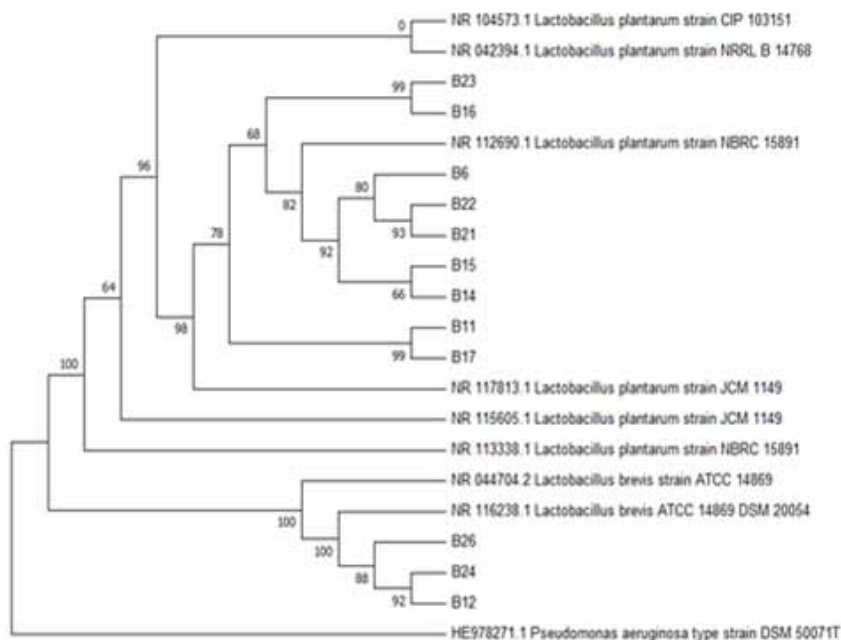 NR 104573.1 Lactobacillus plantarum strain CIP 103151
0
NR 042394.1 Lactobacillus plantarum strain NRRL B 14768
B23
99
B16
68
NR 112690.1 Lactobacillus plantarum strain NBRC 15891
96
B6
80
82
B22
93
B21
78
92
B15
66
B14
64
B11
98
99
B17
100
NR 117813.1 Lactobacillus plantarum strain JCM 1149
NR 115605.1 Lactobacillus plantarum strain JCM 1149
NR 113338.1 Lactobacillus plantarum strain NBRC 15891
NR 044704.2 Lactobacillus brevis strain ATCC 14869
100
NR 116238.1 Lactobacillus brevis ATCC 14869 DSM 20054
100
B26
88
B24
92
B12
HE978271.1 Pseudomonas aeruginosa type strain DSM 50071T